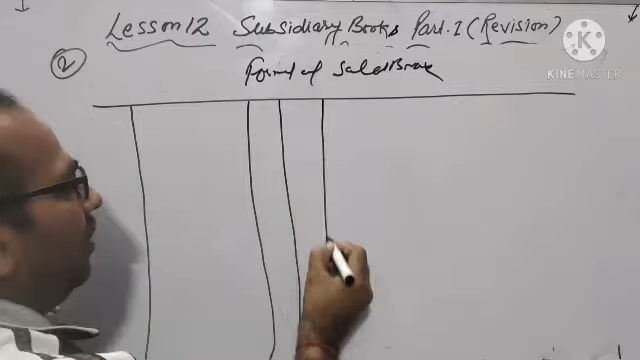 Lesson 12 Subsidiary Books Part-I (Revision)
2 Format of Sales Book
KINEMASTER